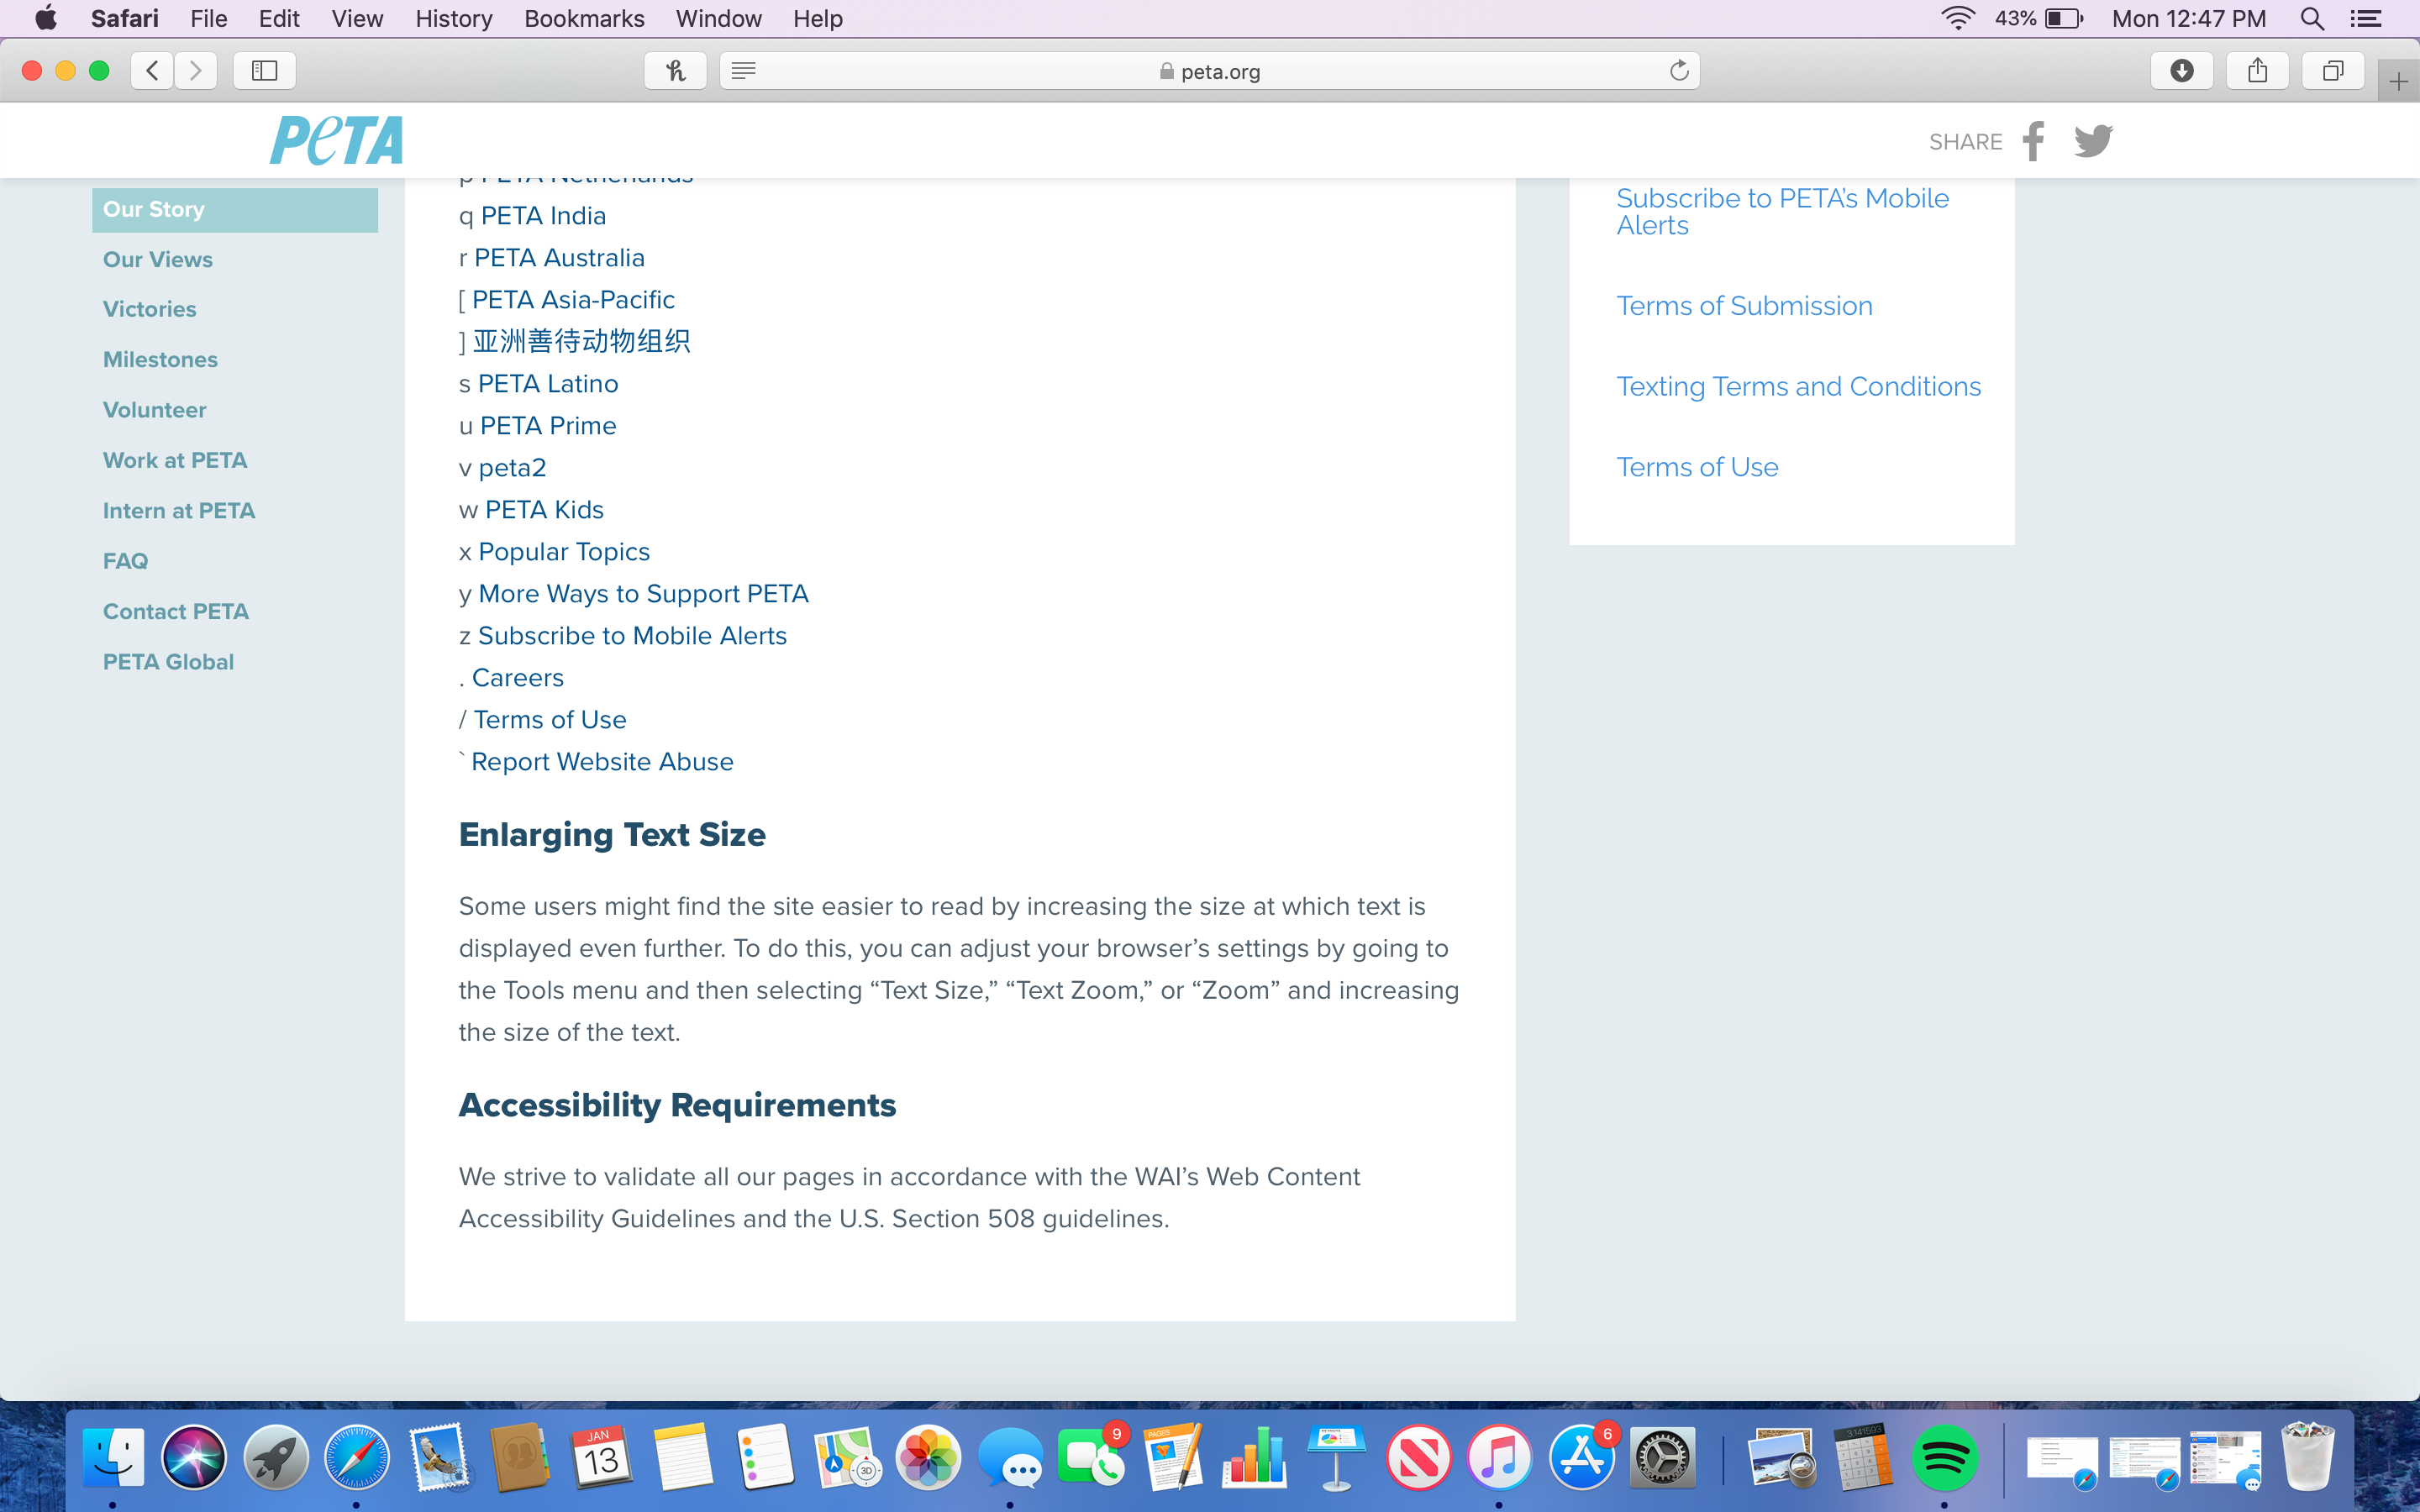 Safari File Edit View History Bookmarks Window Help 43% Mon 12:47 PM
peta.org
PETA SHARE
Our Story
Our Views
Victories
Milestones
Volunteer
Work at PETA
Intern at PETA
FAQ
Contact PETA
PETA Global
p PETA Netherlands
q PETA India
r PETA Australia
[ PETA Asia-Pacific
] 亚洲善待动物组织
s PETA Latino
u PETA Prime
v peta2
w PETA Kids
x Popular Topics
y More Ways to Support PETA
z Subscribe to Mobile Alerts
. Careers
/ Terms of Use
` Report Website Abuse
Enlarging Text Size
Some users might find the site easier to read by increasing the size at which text is
displayed even further. To do this, you can adjust your browser’s settings by going to
the Tools menu and then selecting “Text Size,” “Text Zoom,” or “Zoom” and increasing
the size of the text.
Accessibility Requirements
We strive to validate all our pages in accordance with the WAI’s Web Content
Accessibility Guidelines and the U.S. Section 508 guidelines.
Subscribe to PETA’s Mobile
Alerts
Terms of Submission
Texting Terms and Conditions
Terms of Use
JAN
13
3D
9
PAGES
6
3.141593